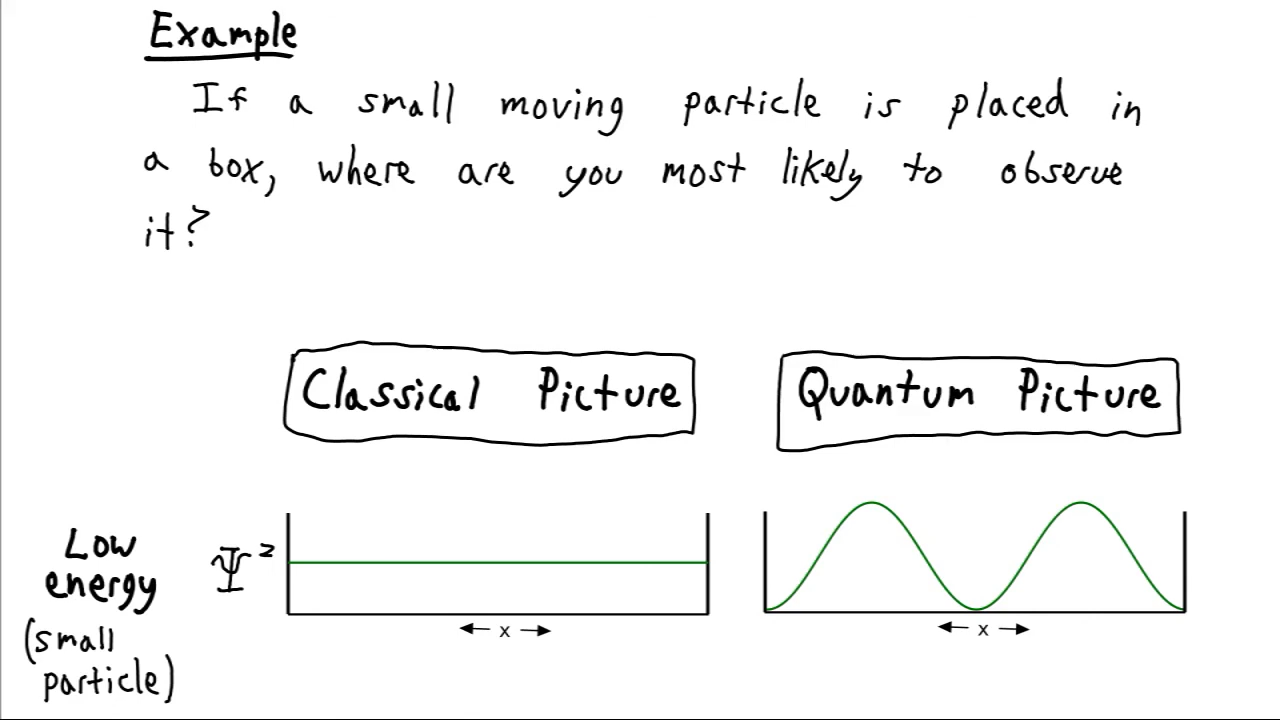 Example
If a small moving particle is placed in
a box, where are you most likely to observe
it?
Classical Picture
Quantum Picture
Low
energy
(small
particle)
Ψ²
← x →
← x →